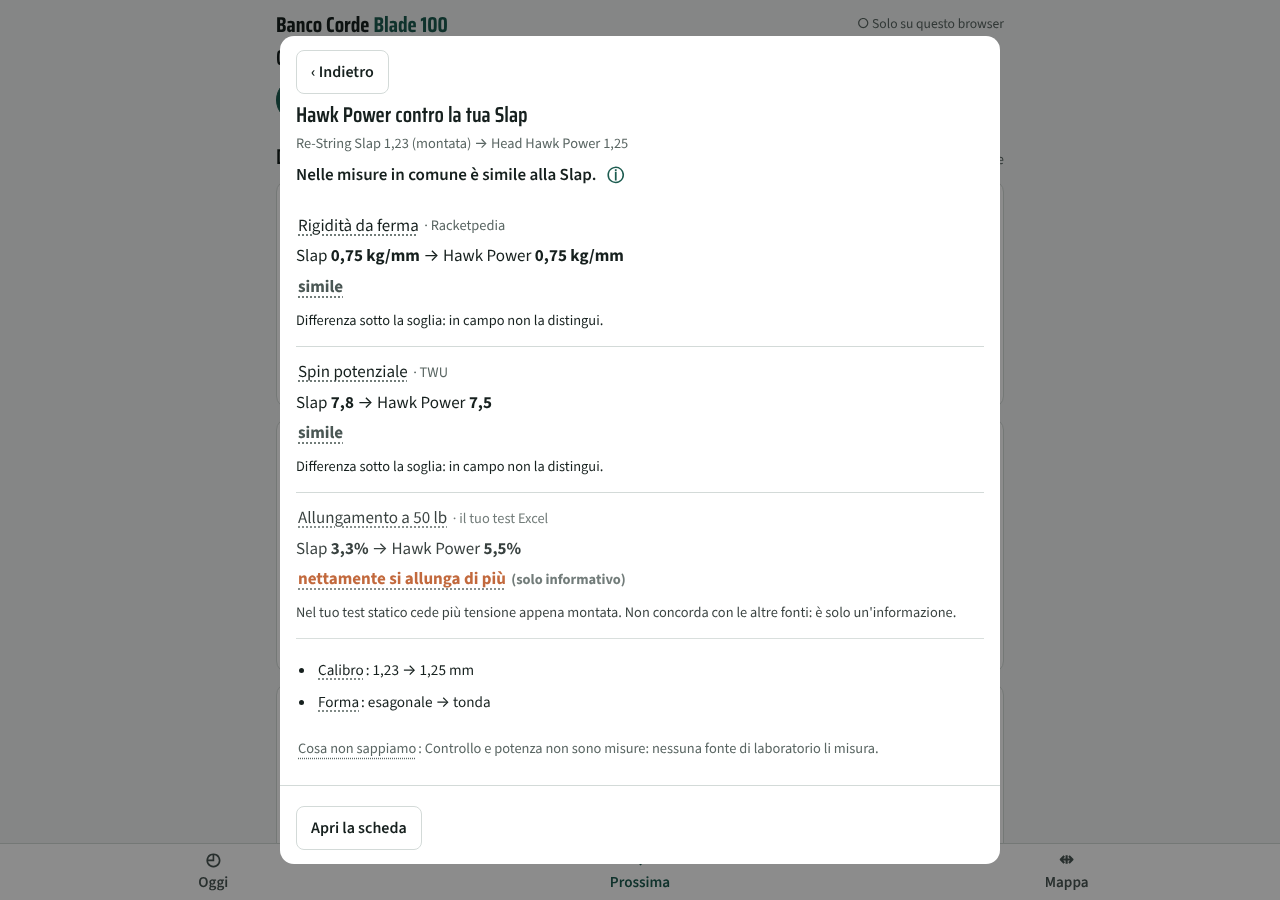 Banco Corde Blade 100
Solo su questo browser
‹ Indietro
Hawk Power contro la tua Slap
Re-String Slap 1,23 (montata) → Head Hawk Power 1,25
Nelle misure in comune è simile alla Slap. ⓘ
Rigidità da ferma · Racketpedia
Slap 0,75 kg/mm → Hawk Power 0,75 kg/mm
simile
Differenza sotto la soglia: in campo non la distingui.
Spin potenziale · TWU
Slap 7,8 → Hawk Power 7,5
simile
Differenza sotto la soglia: in campo non la distingui.
Allungamento a 50 lb · il tuo test Excel
Slap 3,3% → Hawk Power 5,5%
nettamente si allunga di più (solo informativo)
Nel tuo test statico cede più tensione appena montata. Non concorda con le altre fonti: è solo un'informazione.
• Calibro: 1,23 → 1,25 mm
• Forma: esagonale → tonda
Cosa non sappiamo: Controllo e potenza non sono misure: nessuna fonte di laboratorio li misura.
Apri la scheda
Oggi
Prossima
Mappa